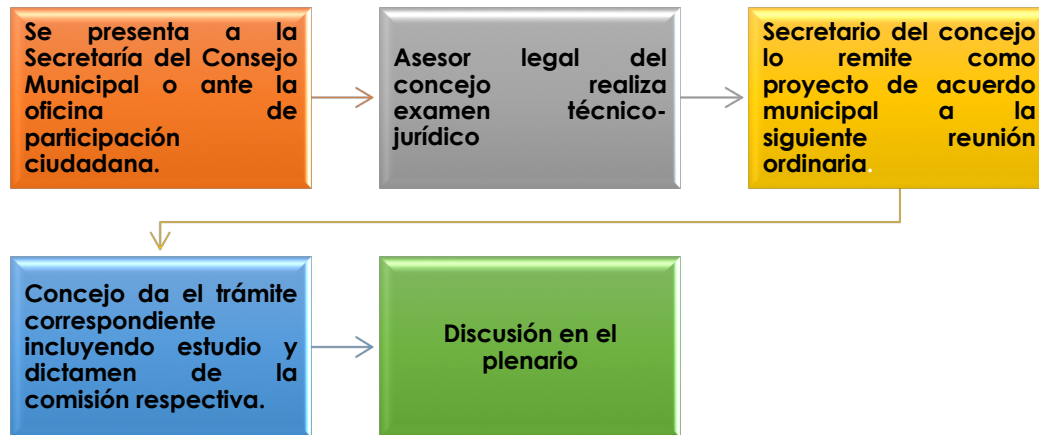 Se presenta a la
Secretaría del Consejo
Municipal o ante la
oficina de
participación
ciudadana.
Asesor legal del
concejo realiza
examen técnico-
jurídico
Secretario del concejo
lo remite como
proyecto de acuerdo
municipal a la
siguiente reunión
ordinaria.
Concejo da el trámite
correspondiente
incluyendo estudio y
dictamen de la
comisión respectiva.
Discusión en el
plenario